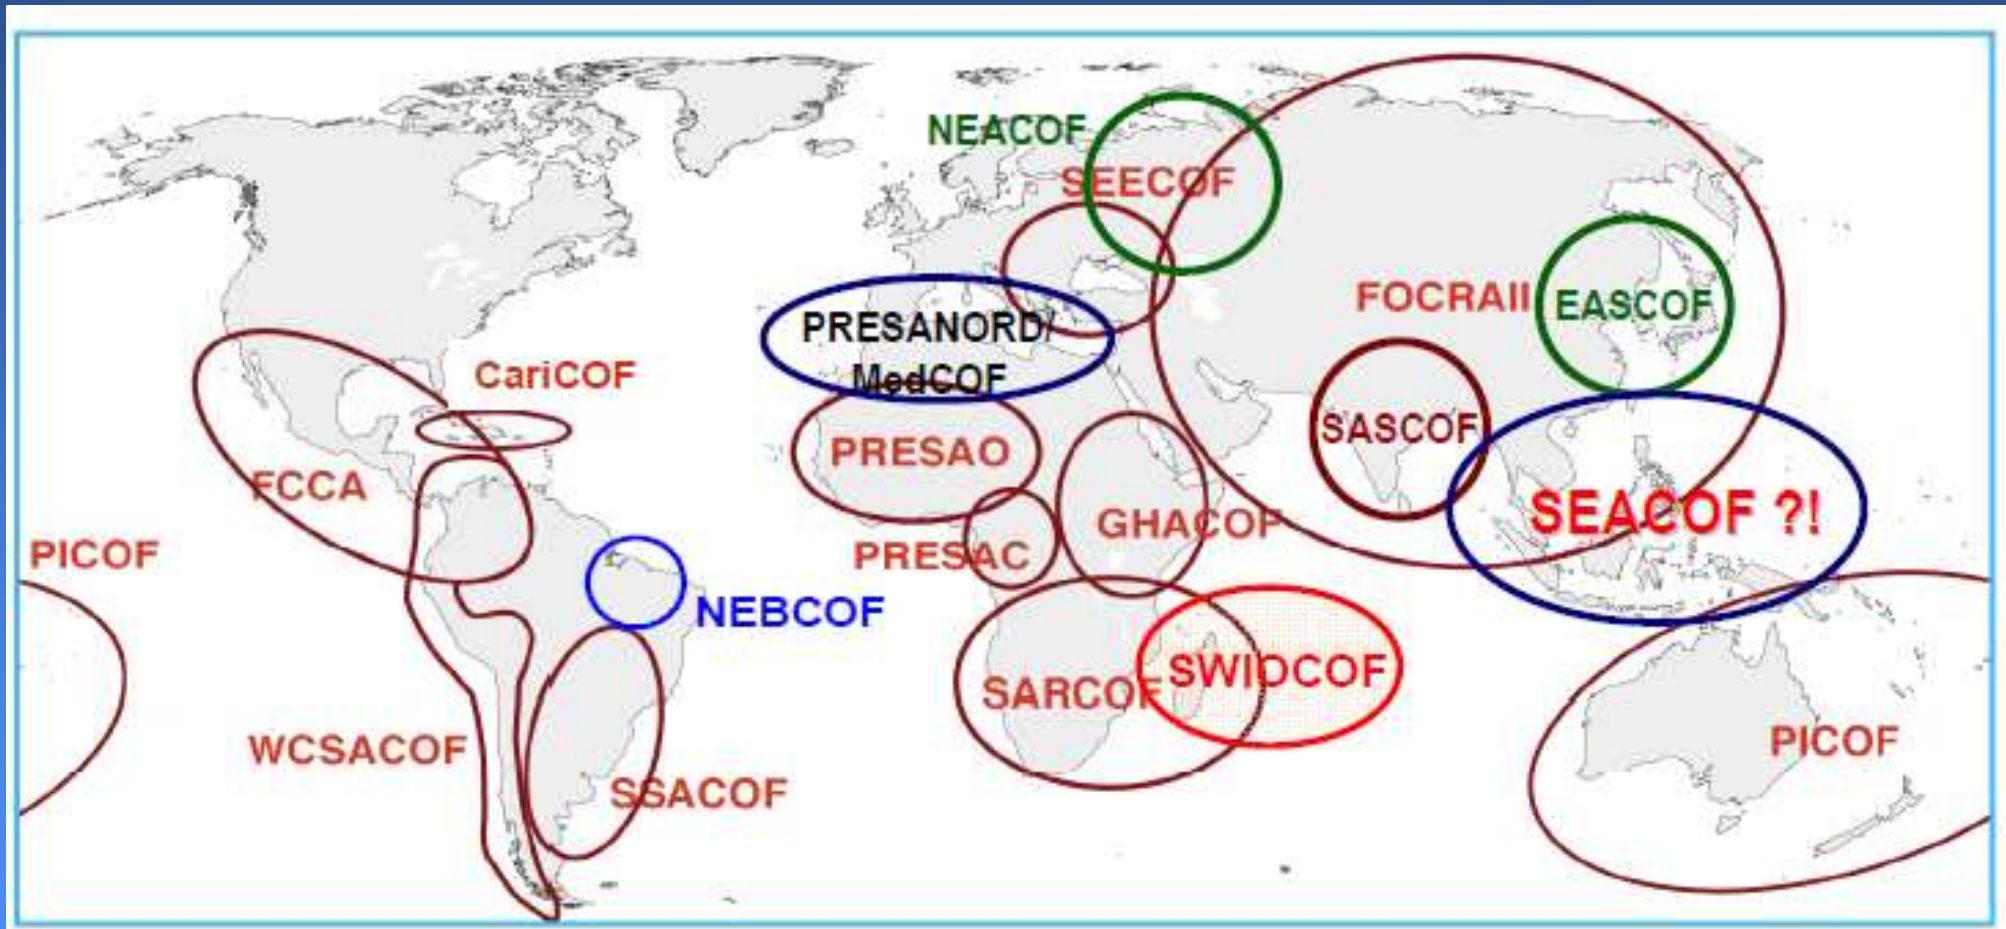 NEACOF
SEECOF
FOCRAII
EASCOF
PRESANORD/
MedCOF
CariCOF
SASCOF
PRESAO
FCCA
SEACOF ?!
GHACOF
PICOF
PRESAC
NEBCOF
SARCOF
SWIOCOF
WCSACOF
PICOF
SSACOF